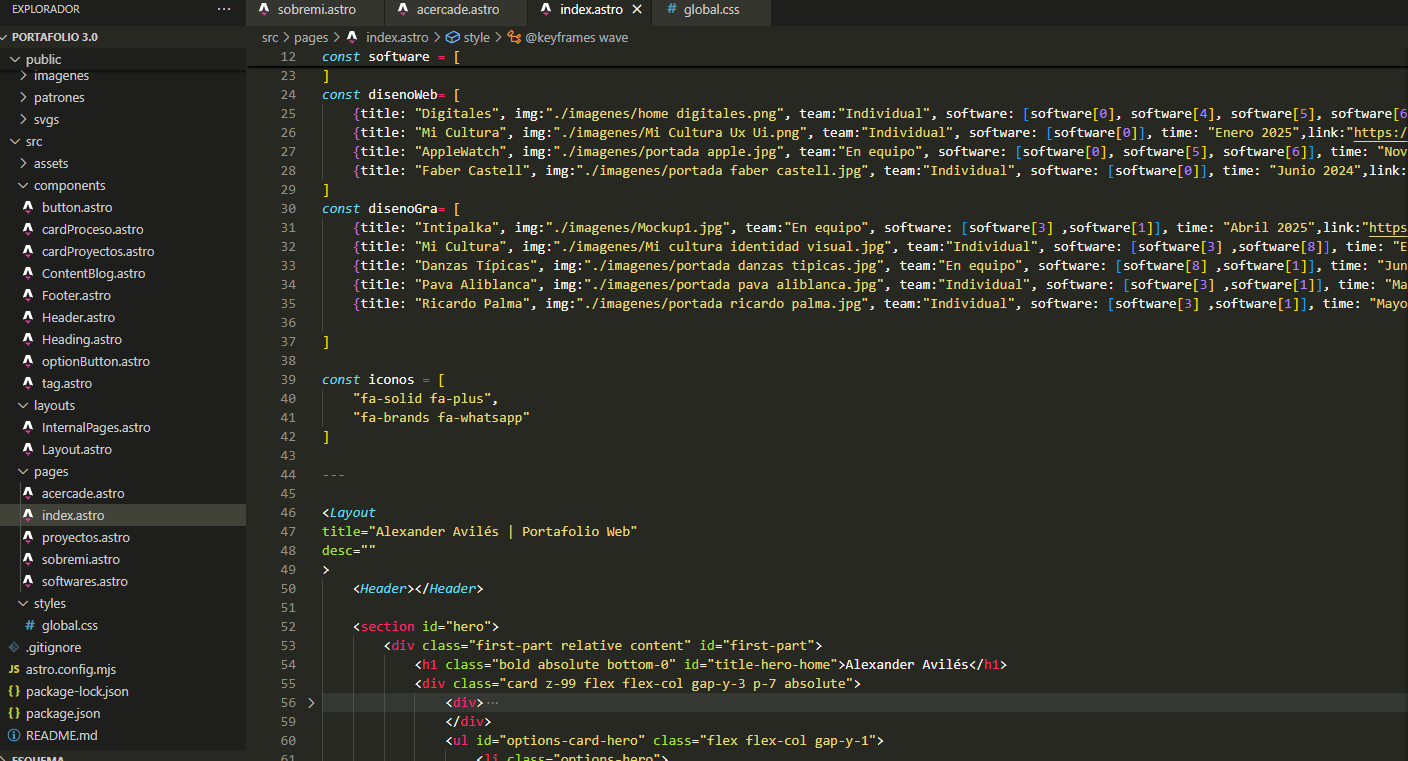 EXPLORADOR
PORTAFOLIO 3.0
public
imagenes
patrones
svgs
src
assets
components
button.astro
cardProceso.astro
cardProyectos.astro
ContentBlog.astro
Footer.astro
Header.astro
Heading.astro
optionButton.astro
tag.astro
layouts
InternalPages.astro
Layout.astro
pages
acercade.astro
index.astro
proyectos.astro
sobremi.astro
softwares.astro
styles
# global.css
.gitignore
JS astro.config.mjs
{} package-lock.json
{} package.json
README.md
ESQUEMA
sobremi.astro acercade.astro index.astro # global.css
src > pages > index.astro > style > @keyframes wave
12 const software = [
23 ]
24 const disenoWeb= [
25 {title: "Digitales", img:"./imagenes/home digitales.png", team:"Individual", software: [software[0], software[4], software[5], software[6
26 {title: "Mi Cultura", img:"./imagenes/Mi Cultura Ux Ui.png", team:"Individual", software: [software[0]], time: "Enero 2025",link:"https:/
27 {title: "AppleWatch", img:"./imagenes/portada apple.jpg", team:"En equipo", software: [software[0], software[5], software[6]], time: "Nov
28 {title: "Faber Castell", img:"./imagenes/portada faber castell.jpg", team:"Individual", software: [software[0]], time: "Junio 2024",link:
29 ]
30 const disenoGra= [
31 {title: "Intipalka", img:"./imagenes/Mockup1.jpg", team:"En equipo", software: [software[3] ,software[1]], time: "Abril 2025",link:"https
32 {title: "Mi Cultura", img:"./imagenes/Mi cultura identidad visual.jpg", team:"Individual", software: [software[3] ,software[8]], time: "E
33 {title: "Danzas Típicas", img:"./imagenes/portada danzas tipicas.jpg", team:"En equipo", software: [software[8] ,software[1]], time: "Jun
34 {title: "Pava Aliblanca", img:"./imagenes/portada pava aliblanca.jpg", team:"Individual", software: [software[3] ,software[1]], time: "Ma
35 {title: "Ricardo Palma", img:"./imagenes/portada ricardo palma.jpg", team:"Individual", software: [software[3] ,software[1]], time: "Mayo
36
37 ]
38
39 const iconos = [
40 "fa-solid fa-plus",
41 "fa-brands fa-whatsapp"
42 ]
43
44 ---
45
46 <Layout
47 title="Alexander Avilés | Portafolio Web"
48 desc=""
49 >
50 <Header></Header>
51
52 <section id="hero">
53 <div class="first-part relative content" id="first-part">
54 <h1 class="bold absolute bottom-0" id="title-hero-home">Alexander Avilés</h1>
55 <div class="card z-99 flex flex-col gap-y-3 p-7 absolute">
56 <div>···
59 </div>
60 <ul id="options-card-hero" class="flex flex-col gap-y-1">
61 <li class="options-hero">